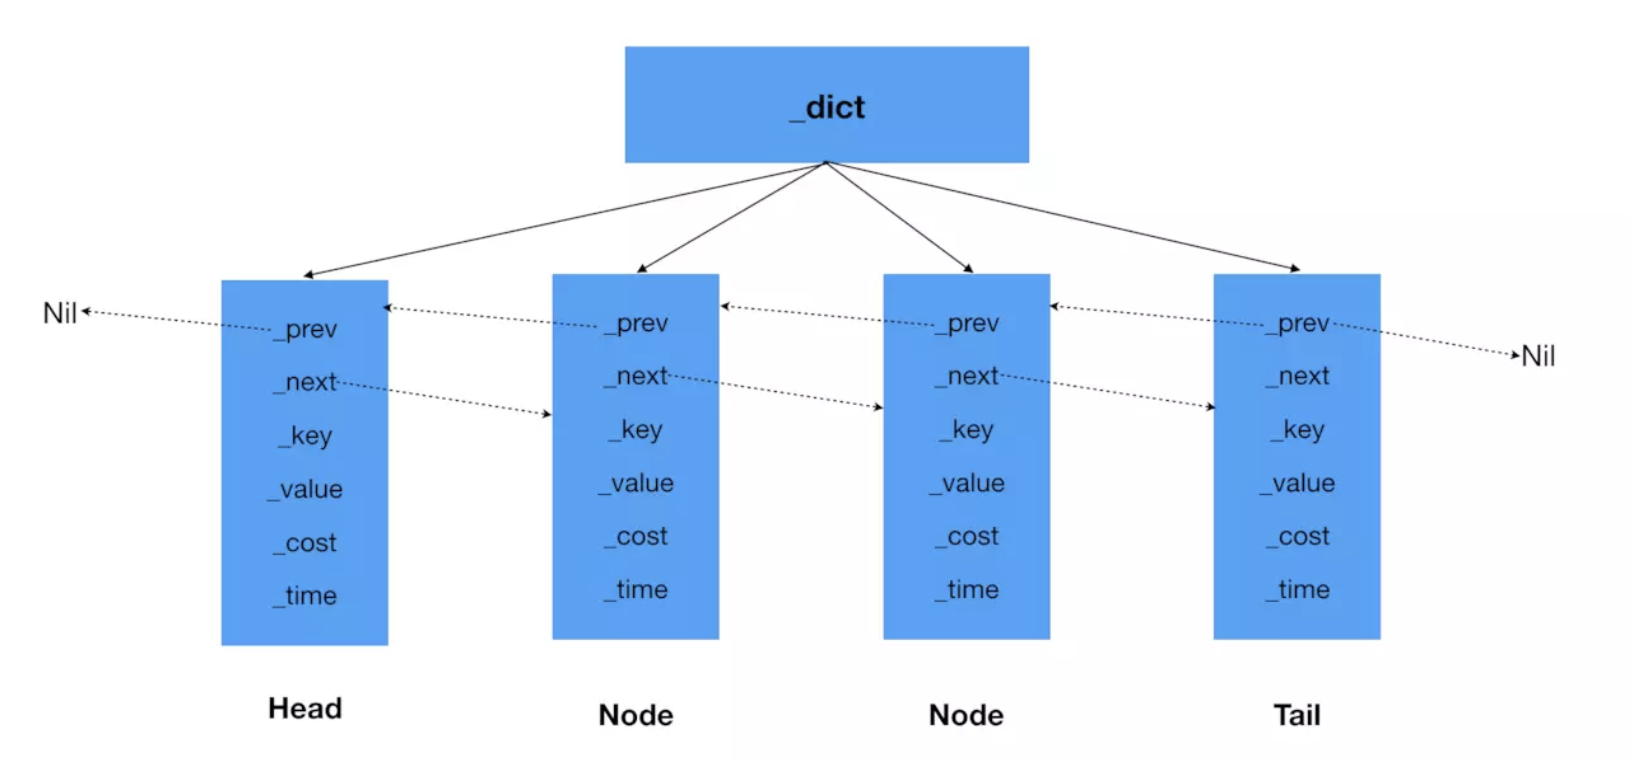 _dict
Nil
_prev
_next
_key
_value
_cost
_time
Head
_prev
_next
_key
_value
_cost
_time
Node
_prev
_next
_key
_value
_cost
_time
Node
_prev
_next
_key
_value
_cost
_time
Tail
Nil